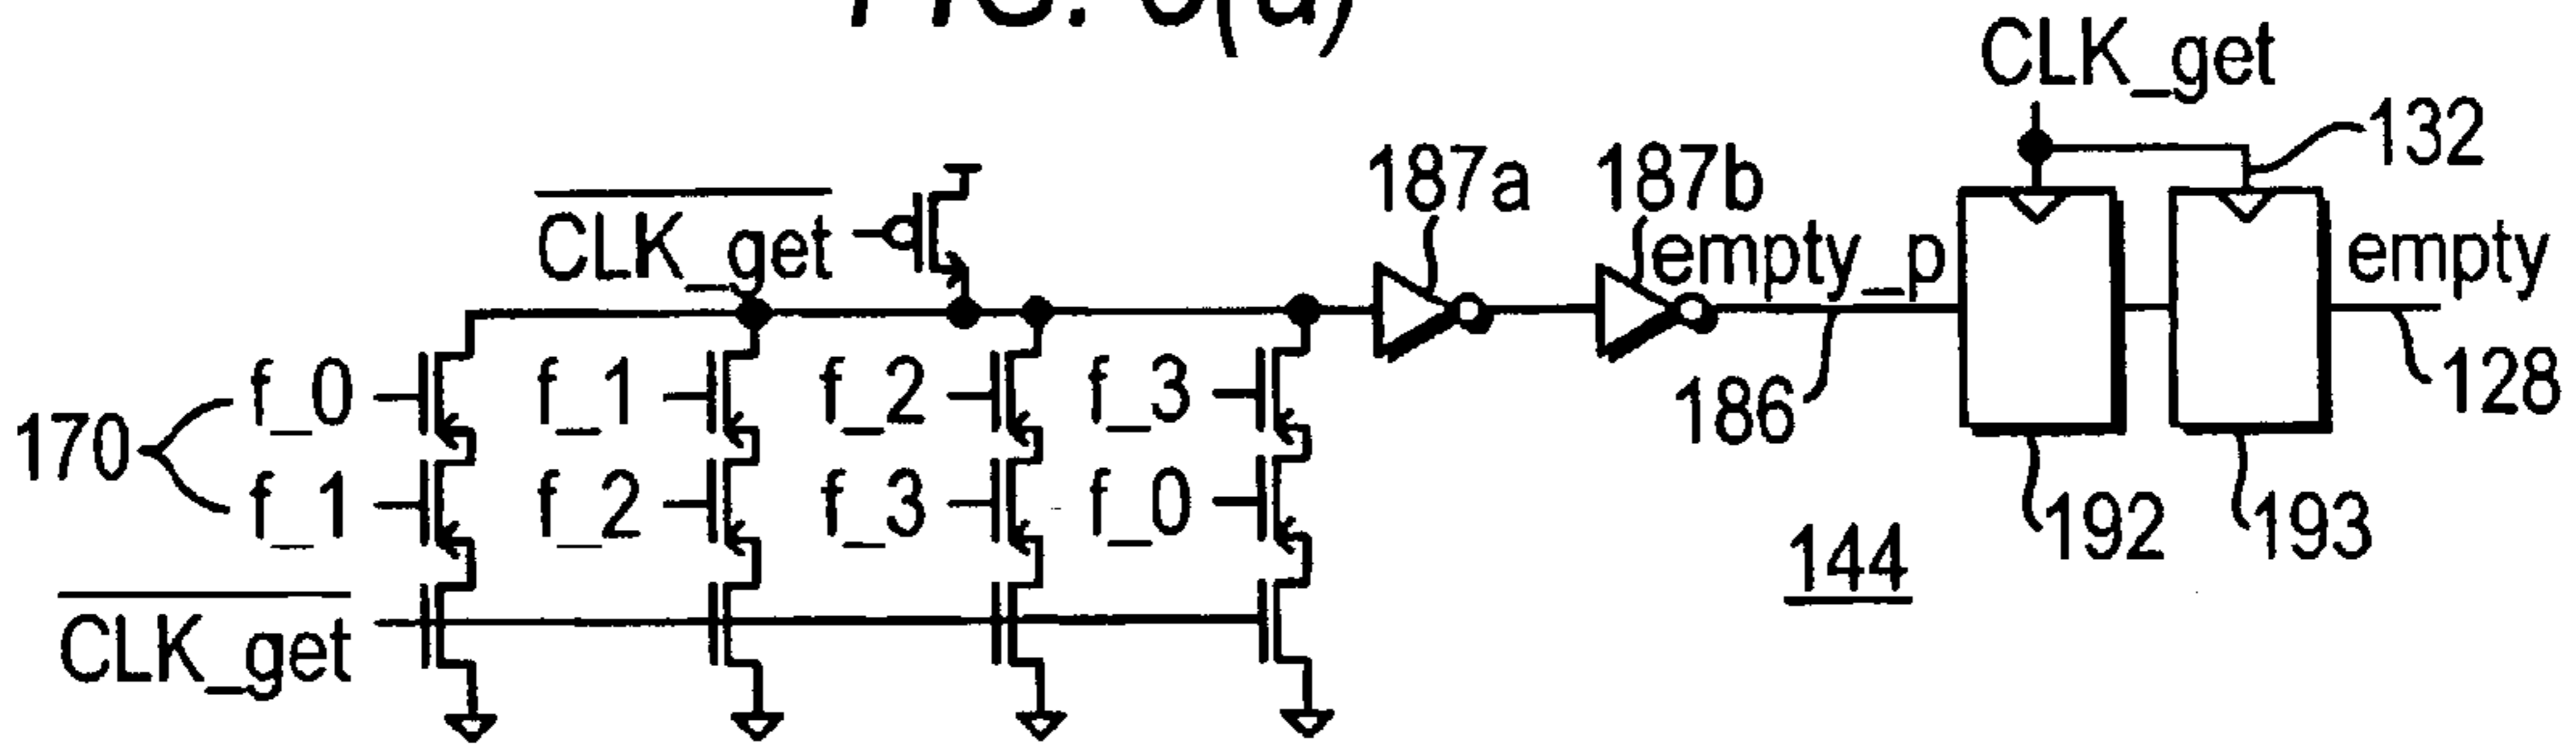 CLK_get
132
187a
187b
CLK_get
empty_p
empty
f_0
f_1
f_2
f_3
186
128
170
f_1
f_2
f_3
f_0
CLK_get
144
192
193